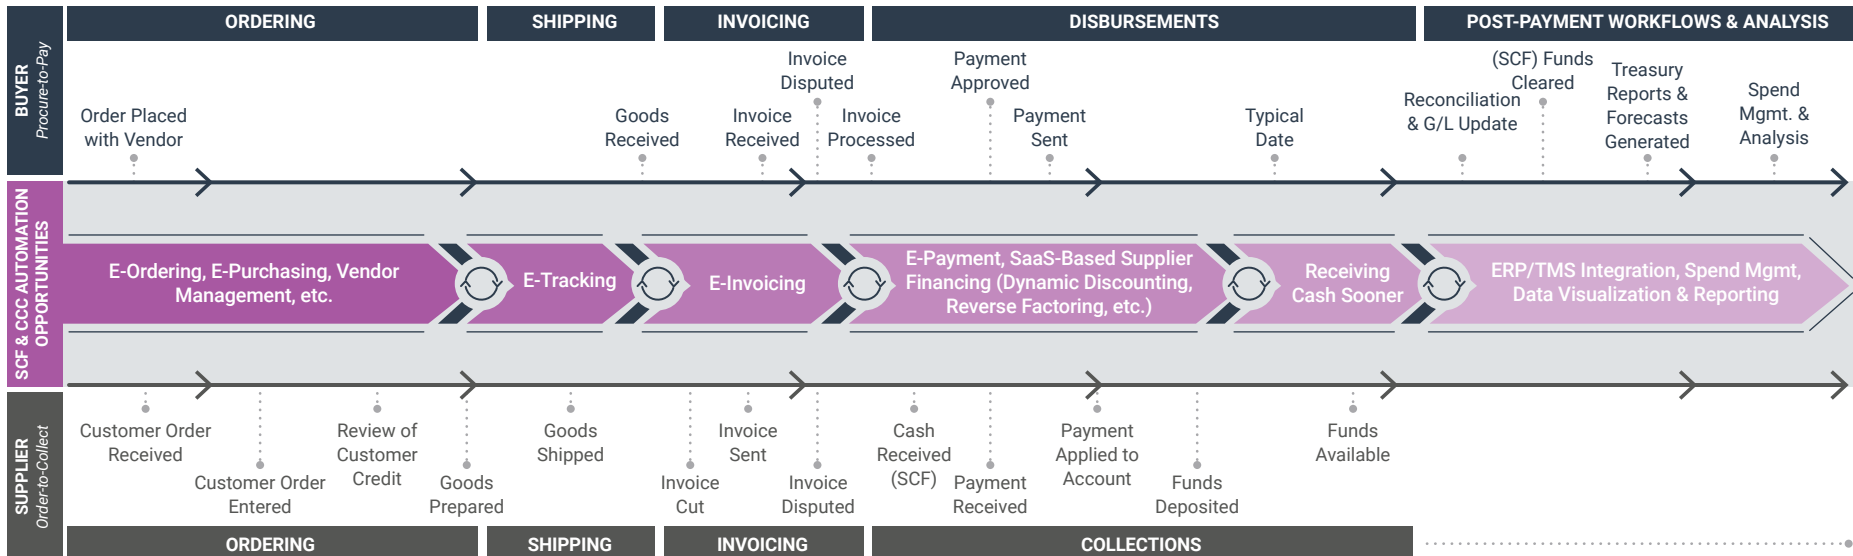 ORDERING
SHIPPING
INVOICING
DISBURSEMENTS
POST-PAYMENT WORKFLOWS & ANALYSIS
BUYER
Procure-to-Pay
Order Placed
with Vendor
Goods
Received
Invoice
Received
Invoice
Disputed
Invoice
Processed
Payment
Approved
Payment
Sent
Typical
Date
Reconciliation
& G/L Update
(SCF) Funds
Cleared
Treasury
Reports &
Forecasts
Generated
Spend
Mgmt. &
Analysis
SCF & CCC AUTOMATION
OPPORTUNITIES
E-Ordering, E-Purchasing, Vendor
Management, etc.
E-Tracking
E-Invoicing
E-Payment, SaaS-Based Supplier
Financing (Dynamic Discounting,
Reverse Factoring, etc.)
Receiving
Cash Sooner
ERP/TMS Integration, Spend Mgmt,
Data Visualization & Reporting
SUPPLIER
Order-to-Collect
Customer Order
Received
Customer Order
Entered
Review of
Customer
Credit
Goods
Prepared
Goods
Shipped
Invoice
Cut
Invoice
Sent
Invoice
Disputed
Cash
Received
(SCF)
Payment
Received
Payment
Applied to
Account
Funds
Deposited
Funds
Available
ORDERING
SHIPPING
INVOICING
COLLECTIONS